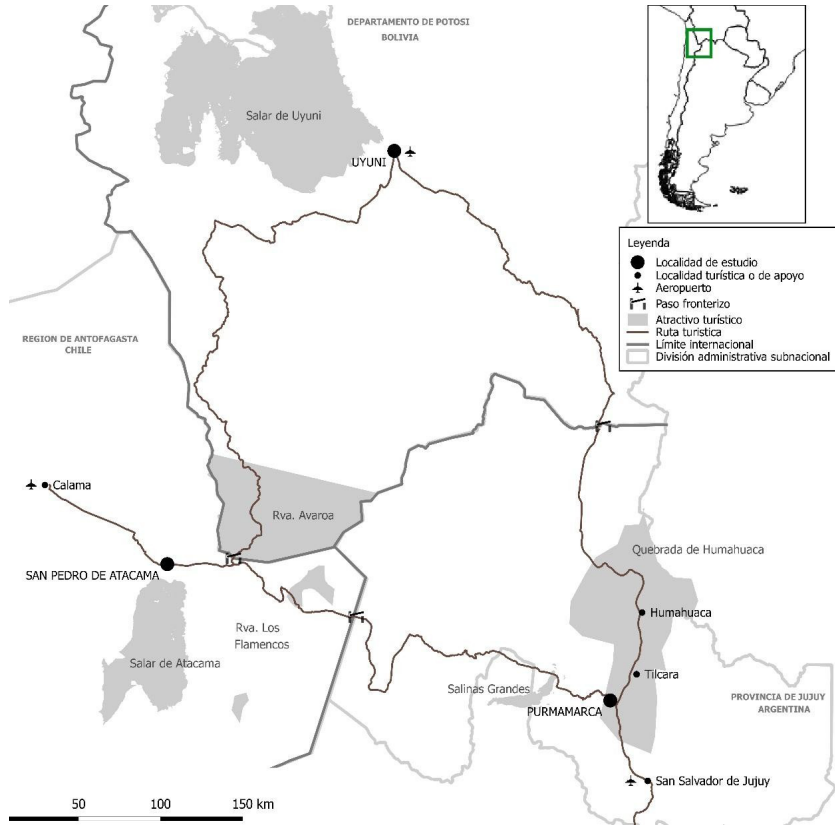 DEPARTAMENTO DE POTOSI
BOLIVIA
Salar de Uyuni
UYUNI
Leyenda
Localidad de estudio
Localidad turística o de apoyo
Aeropuerto
Paso fronterizo
Atractivo turístico
Ruta turistica
Límite internacional
División administrativa subnacional
REGION DE ANTOFAGASTA
CHILE
Calama
Rva. Avaroa
Quebrada de Humahuaca
SAN PEDRO DE ATACAMA
Humahuaca
Rva. Los
Flamencos
Salar de Atacama
Tilcara
Salinas Grandes
PURMAMARCA
PROVINCIA DE JUJUY
ARGENTINA
San Salvador de Jujuy
50
100
150 km